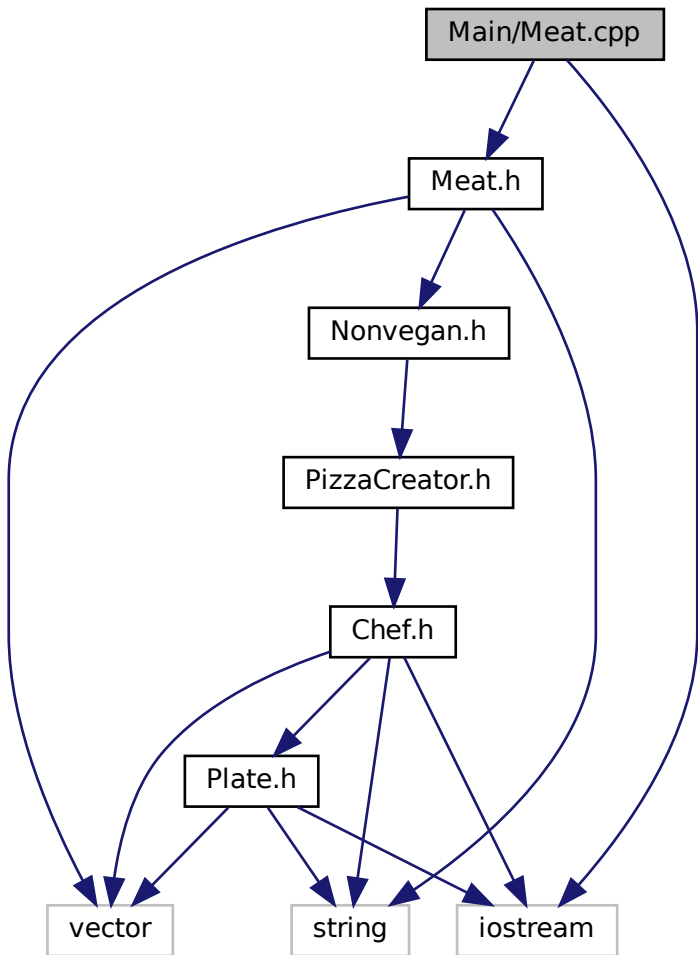 Main/Meat.cpp
Meat.h
Nonvegan.h
PizzaCreator.h
Chef.h
Plate.h
vector
string
iostream